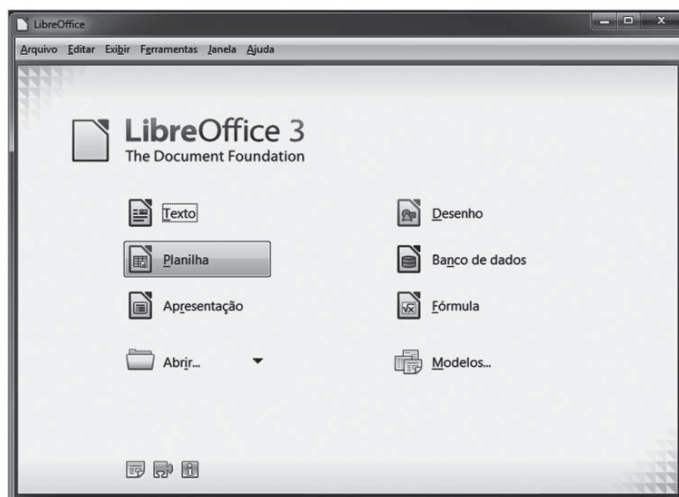 LibreOffice
Arquivo Editar Exibir Ferramentas Janela Ajuda
LibreOffice 3
The Document Foundation
Texto
Desenho
Planilha
Banco de dados
Apresentação
Fórmula
Abrir...
Modelos...